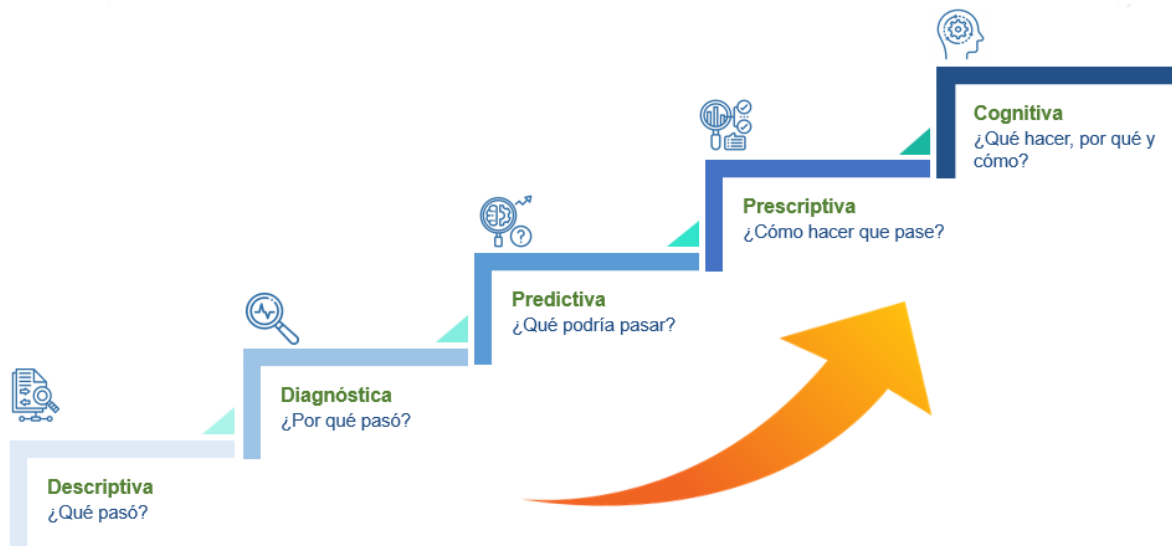 Descriptiva
¿Qué pasó?
Diagnóstica
¿Por qué pasó?
Predictiva
¿Qué podría pasar?
Prescriptiva
¿Cómo hacer que pase?
Cognitiva
¿Qué hacer, por qué y
cómo?